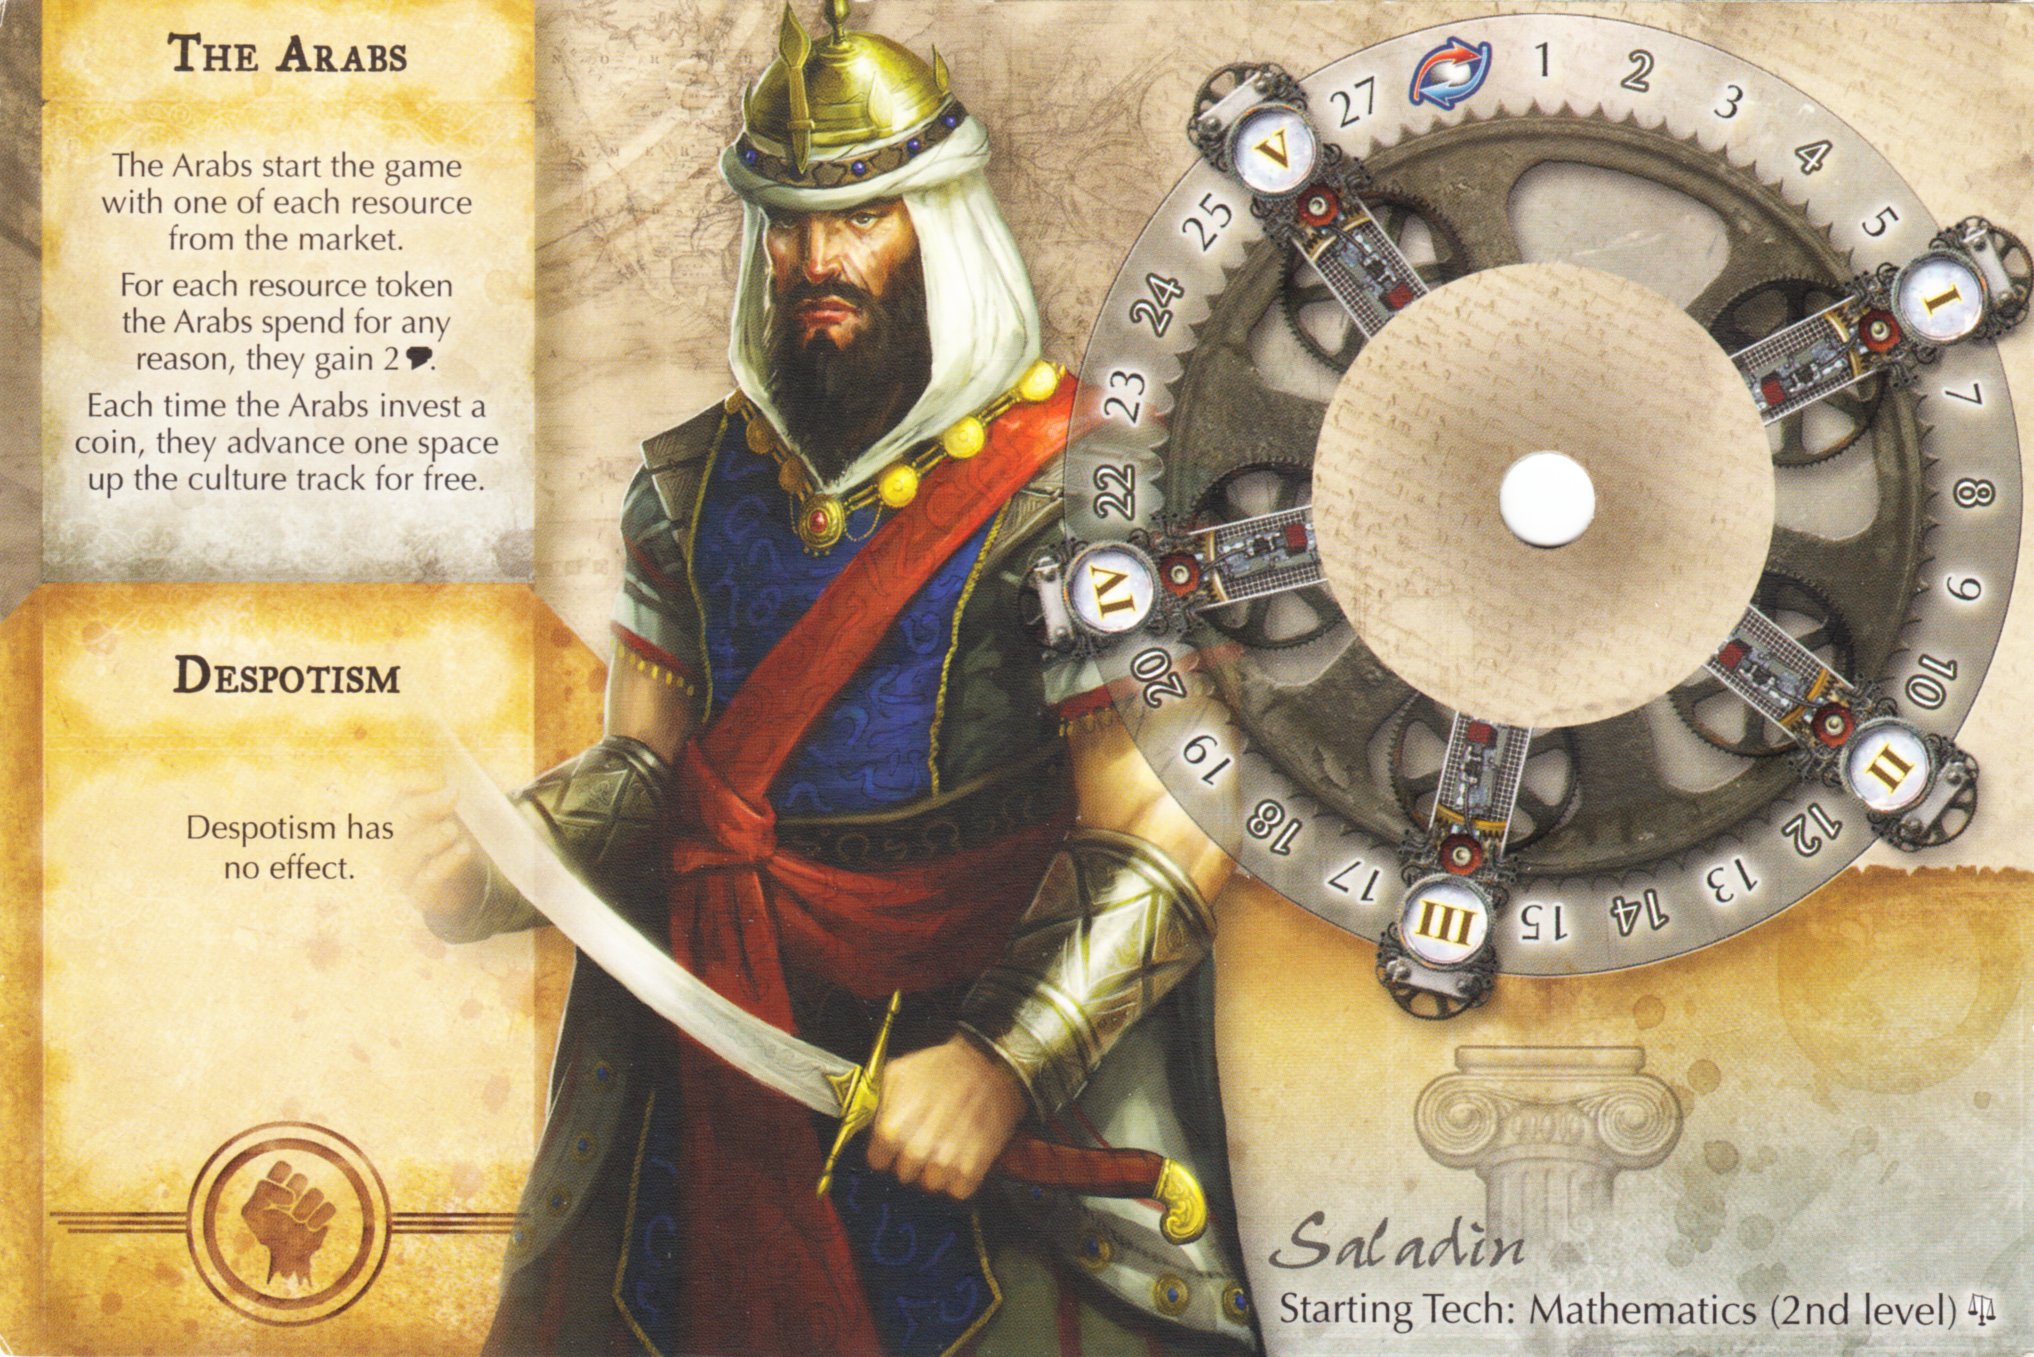 THE ARABS
The Arabs start the game
with one of each resource
from the market.
For each resource token
the Arabs spend for any
reason, they gain 2
Each time the Arabs invest a
coin, they advance one space
up the culture track for free.
DESPOTISM
Despotism has
no effect.
1
2
3
4
5
I
7
8
9
10
II
12
13
14
15
III
17
18
19
20
IV
22
23
24
25
V
27
Saladin
Starting Tech: Mathematics (2nd level)